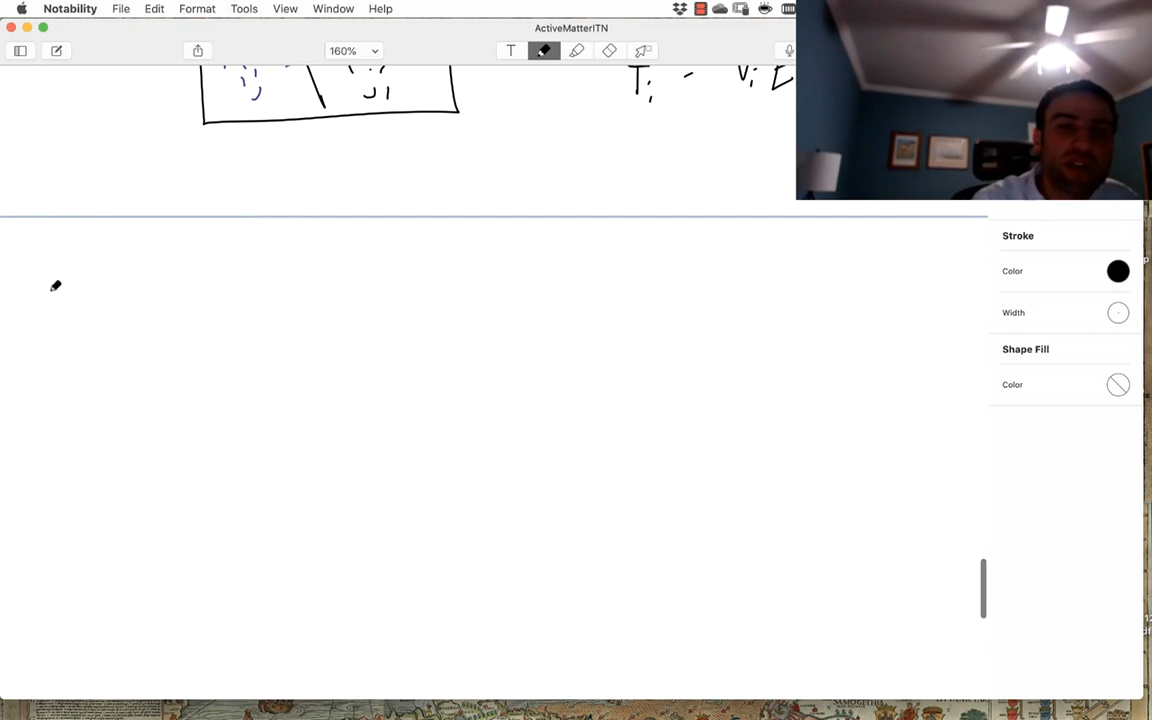 Notability File Edit Format Tools View Window Help
ActiveMatterITN
160%
T
T i - V i
j i
Stroke
Color
Width
Shape Fill
Color